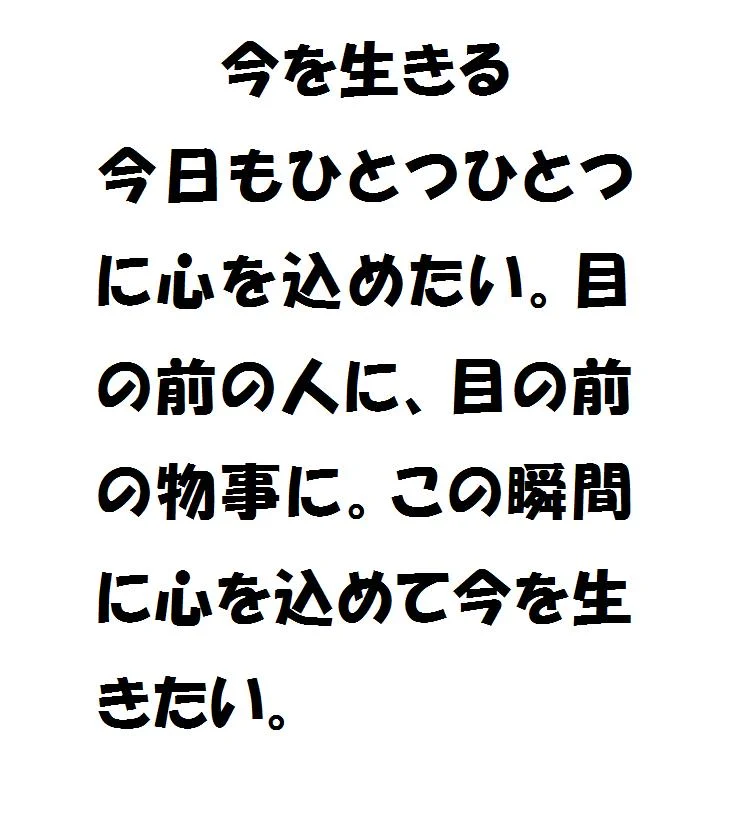 今を生きる
今日もひとつひとつ
に心を込めたい。目
の前の人に、目の前
の物事に。この瞬間
に心を込めて今を生
きたい。